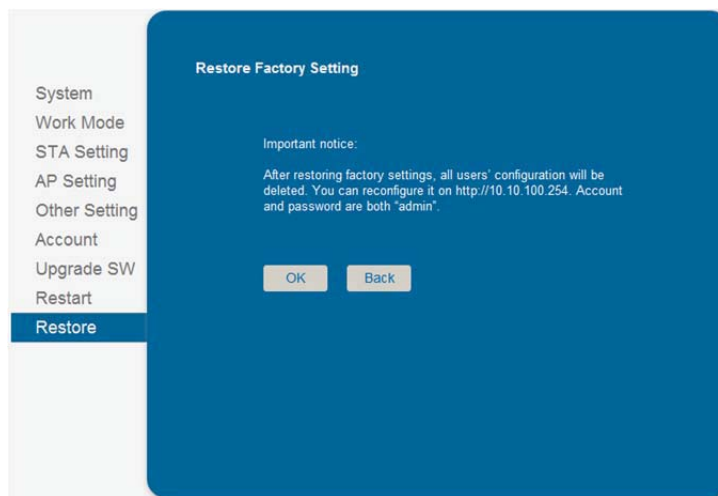 Restore Factory Setting
System
Work Mode
STA Setting
AP Setting
Other Setting
Account
Upgrade SW
Restart
Restore
Important notice:
After restoring factory settings, all users’ configuration will be
deleted. You can reconfigure it on http://10.10.100.254. Account
and password are both “admin”.
OK
Back